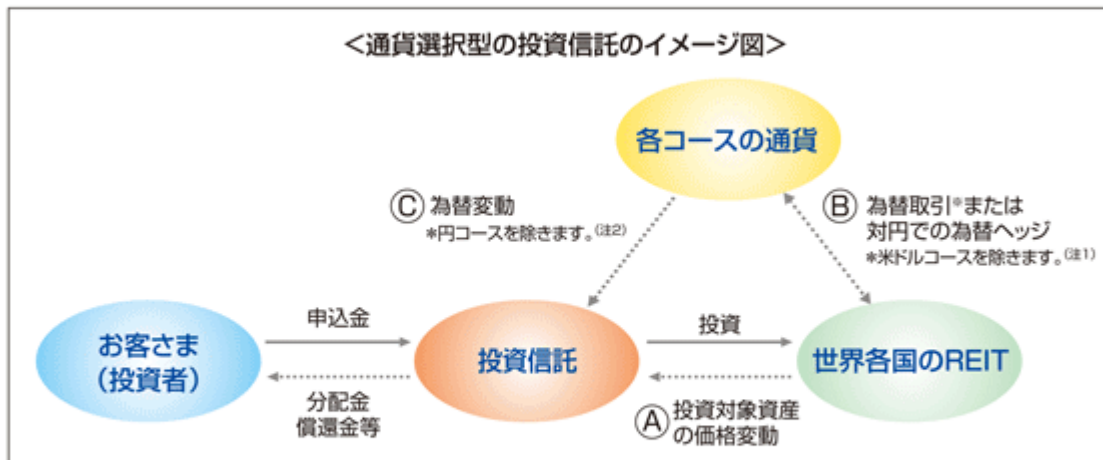 <通貨選択型の投資信託のイメージ図>
各コースの通貨
Ⓒ 為替変動
*円コースを除きます。(注2)
Ⓑ 為替取引*または
対円での為替ヘッジ
*米ドルコースを除きます。(注1)
お客さま
(投資者)
申込金
分配金
償還金等
投資信託
投資
Ⓐ 投資対象資産
の価格変動
世界各国のREIT